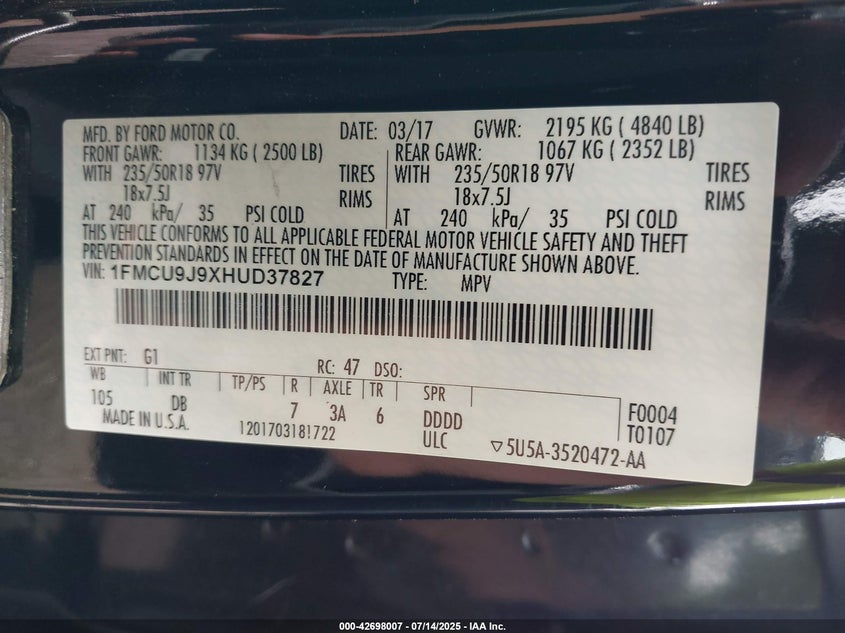 MFD. BY FORD MOTOR CO. DATE: 03/17 GVWR: 2195 KG ( 4840 LB)
FRONT GAWR: 1134 KG ( 2500 LB) REAR GAWR: 1067 KG ( 2352 LB)
WITH 235/50R18 97V TIRES WITH 235/50R18 97V TIRES
18x7.5J RIMS 18x7.5J RIMS
AT 240 kPa/ 35 PSI COLD AT 240 kPa/ 35 PSI COLD
THIS VEHICLE CONFORMS TO ALL APPLICABLE FEDERAL MOTOR VEHICLE SAFETY AND THEFT
PREVENTION STANDARDS IN EFFECT ON THE DATE OF MANUFACTURE SHOWN ABOVE.
VIN: 1FMCU9J9XHUD37827 TYPE: MPV
EXT PNT: G1 RC: 47 DSO:
WB INT TR TP/PS R AXLE TR SPR
105 DB 7 3A 6 DDDD F0004
MADE IN U.S.A. 1201703181722 ULC ▽5U5A-3520472-AA T0107
000-42698007 - 07/14/2025 - IAA Inc.